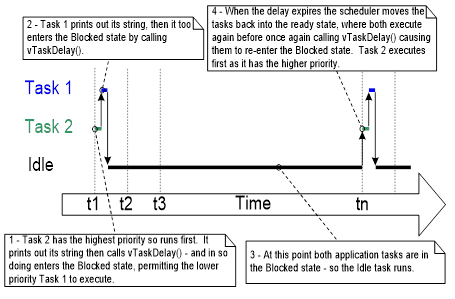 2 - Task 1 prints out its string, then it too
enters the Blocked state by calling
vTaskDelay().
4 - When the delay expires the scheduler moves the
tasks back into the ready state, where both execute
again before once again calling vTaskDelay() causing
them to re-enter the Blocked state. Task 2 executes
first as it has the higher priority.
Task 1
Task 2
Idle
t1 t2 t3 Time tn
1 - Task 2 has the highest priority so runs first. It
prints out its string then calls vTaskDelay() - and in so
doing enters the Blocked state, permitting the lower
priority Task 1 to execute.
3 - At this point both application tasks are in
the Blocked state - so the Idle task runs.